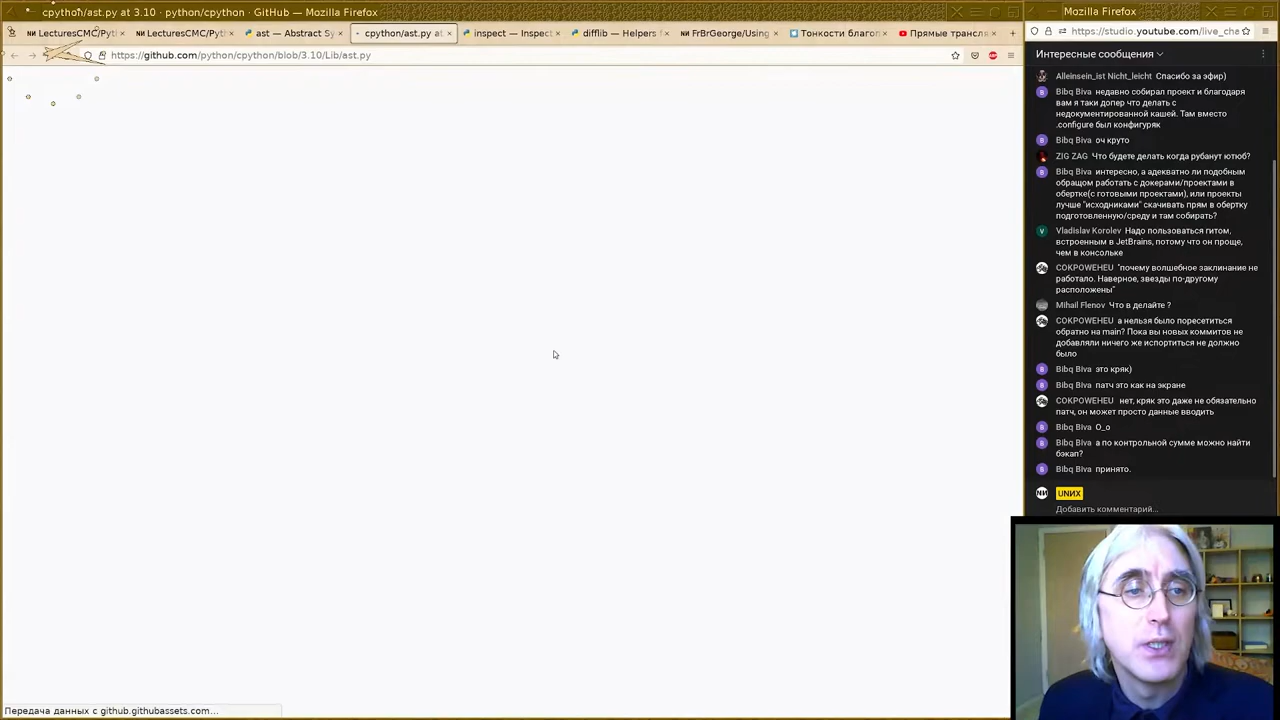 cpython/ast.py at 3.10 · python/cpython · GitHub — Mozilla Firefox
Mozilla Firefox
LecturesCMC/Pyt
LecturesCMC/Pyth
ast — Abstract Sy
cpython/ast.py at
inspect — Inspect
difflib — Helpers f
FrBrGeorge/Using
Тонкости благоп
Прямые трансля
https://github.com/python/cpython/blob/3.10/Lib/ast.py
https://studio.youtube.com/live_cha
Интересные сообщения
Alleinsein_ist Nicht_leicht Спасибо за эфир)
Bibq Biva недавно собирал проект и благодаря
вам я таки допер что делать с
недокументированной кашей. Там вместо
.configure был конфигуряк
Bibq Biva оч круто
ZIG ZAG Что будете делать когда рубанут ютюб?
Bibq Biva интересно, а адекватно ли подобным
обращом работать с докерами/проектами в
обертке(с готовыми проектами), или проекты
лучше "исходниками" скачивать прям в обертку
подготовленную/среду и там собирать?
Vladislav Korolev Надо пользоваться гитом,
встроенным в JetBrains, потому что он проще,
чем в консольке
COKPOWEHEU "почему волшебное заклинание не
работало. Наверное, звезды по-другому
расположены"
Mihail Flenov Что в делайте ?
COKPOWEHEU а нельзя было пересетиться
обратно на main? Пока вы новых коммитов не
добавляли ничего же испортиться не должно
было
Bibq Biva это кряк)
Bibq Biva патч это как на экране
COKPOWEHEU нет, кряк это даже не обязательно
патч, он может просто данные вводить
Bibq Biva O_o
Bibq Biva а по контрольной сумме можно найти
бэкап?
Bibq Biva принято.
UNИX
Добавить комментарий...
Передача данных с github.githubassets.com…